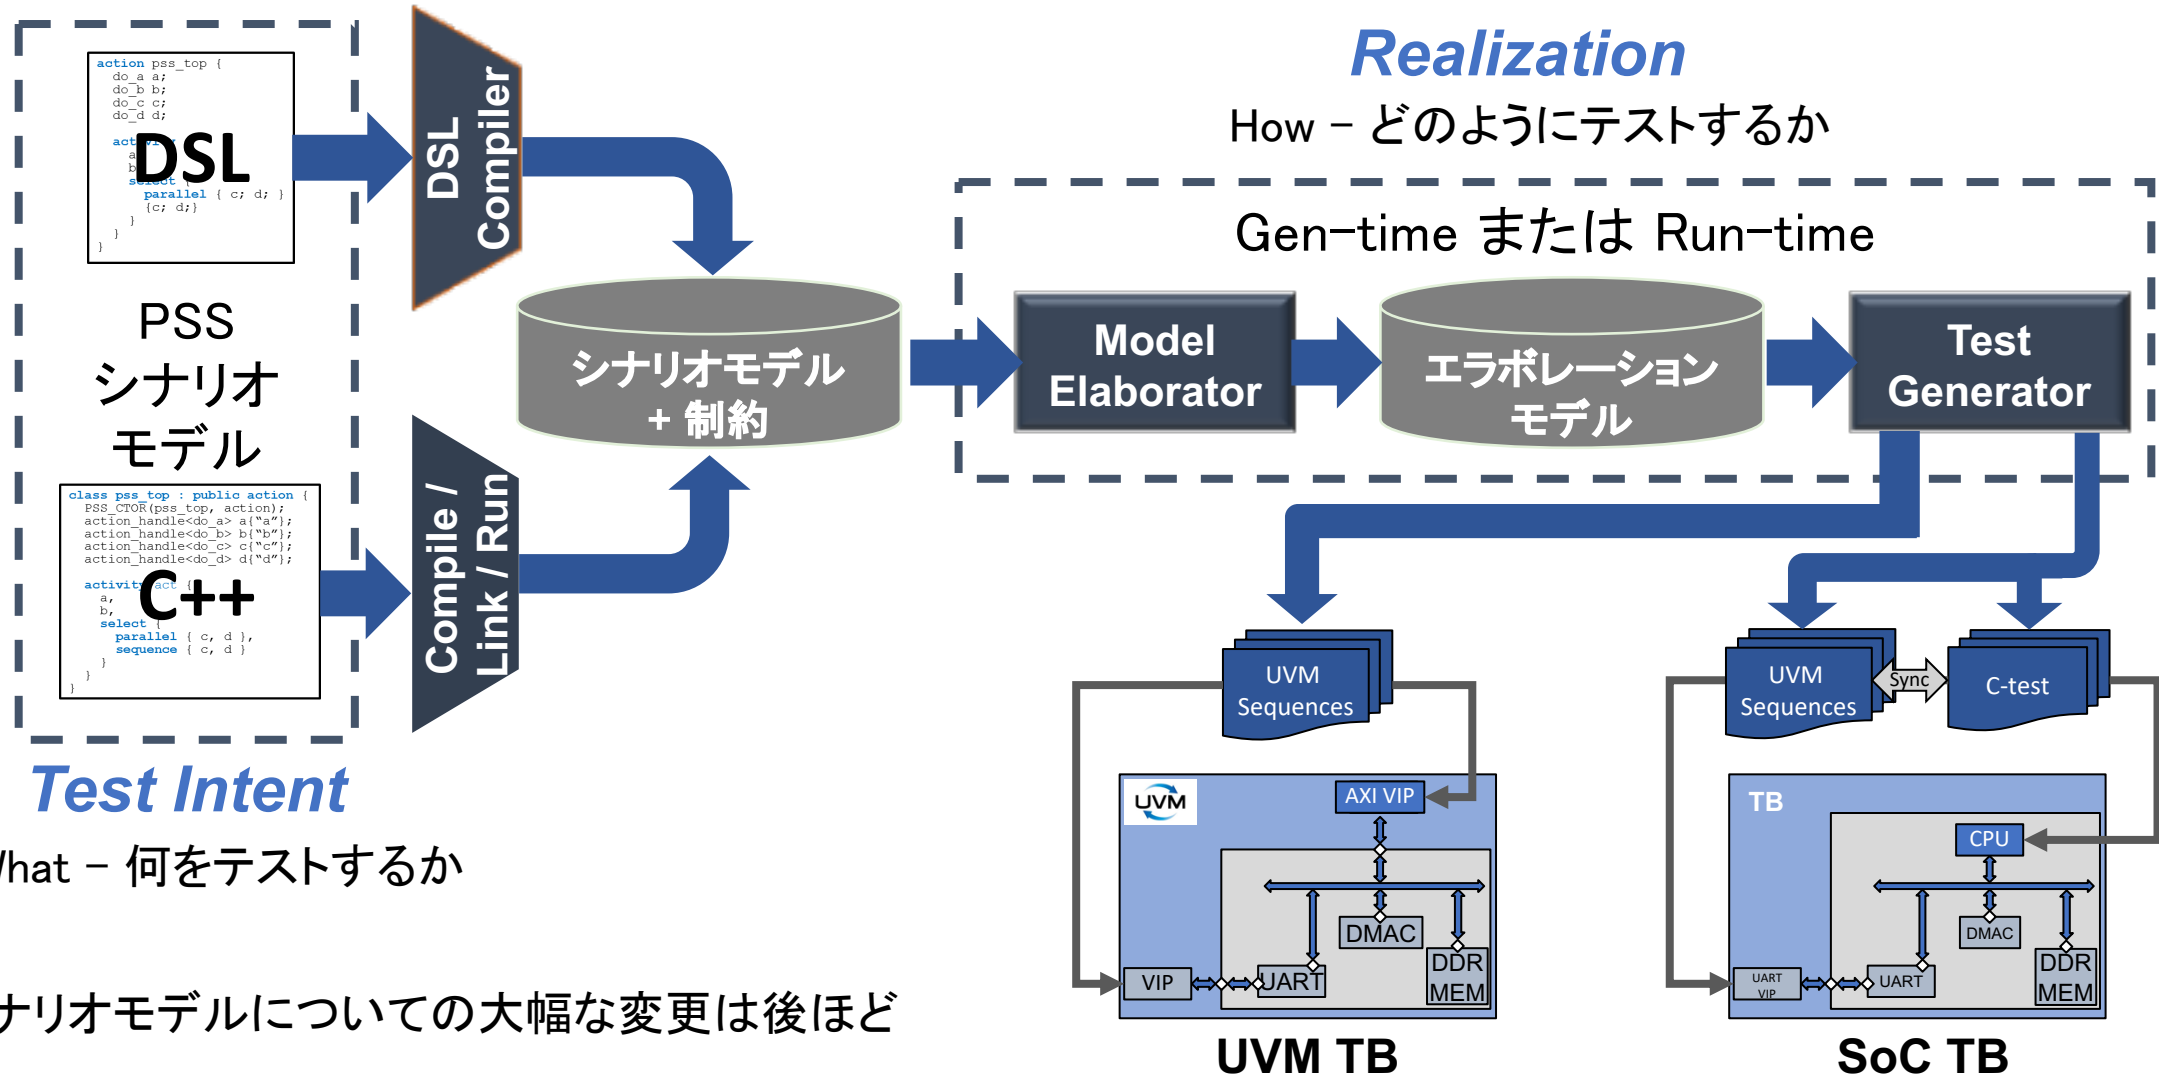 action pss_top {
do_a a;
do_b b;
do_c c;
do_d d;
DSL
select {
parallel { c; d; }
{c; d;}
}
}
}
PSS
シナリオ
モデル
class pss_top : public action {
PSS_CTOR(pss_top, action);
action_handle<do_a> a{“a”};
action_handle<do_b> b{“b”};
action_handle<do_c> c{“c”};
action_handle<do_d> d{“d”};
activity act {
a,
b,
C++
select {
parallel { c, d },
sequence { c, d }
}
}
}
Test Intent
What – 何をテストするか
ナリオモデルについての大幅な変更は後ほど
DSL
Compiler
Compile /
Link / Run
シナリオモデル
+ 制約
Realization
How – どのようにテストするか
Gen-time または Run-time
Model
Elaborator
エラボレーション
モデル
Test
Generator
UVM
Sequences
UVM
AXI VIP
DMAC
DDR
MEM
UART
VIP
UVM TB
UVM
Sequences
Sync
C-test
TB
CPU
DMAC
DDR
MEM
UART
UART
VIP
SoC TB